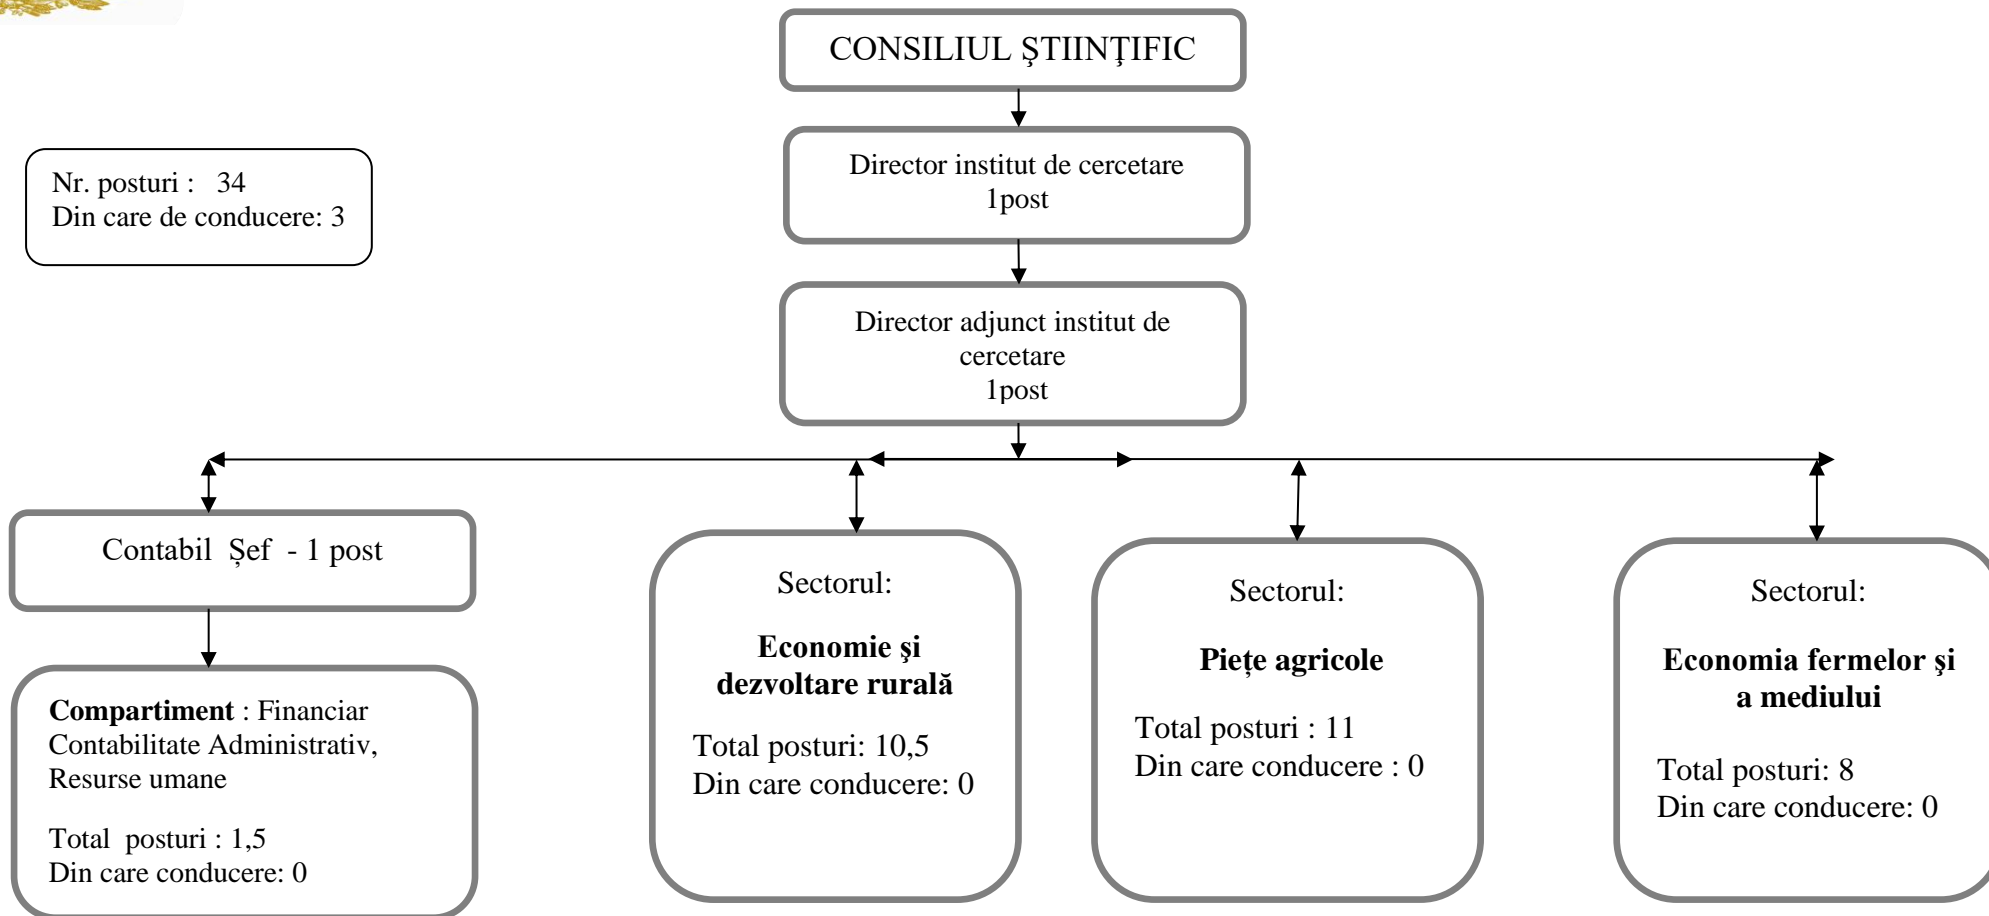 CONSILIUL ŞTIINŢIFIC
Nr. posturi : 34
Din care de conducere: 3
Director institut de cercetare
1post
Director adjunct institut de
cercetare
1post
Contabil Șef - 1 post
Compartiment : Financiar
Contabilitate Administrativ,
Resurse umane
Total posturi : 1,5
Din care conducere: 0
Sectorul:
Economie şi
dezvoltare rurală
Total posturi: 10,5
Din care conducere: 0
Sectorul:
Piețe agricole
Total posturi : 11
Din care conducere : 0
Sectorul:
Economia fermelor şi
a mediului
Total posturi: 8
Din care conducere: 0